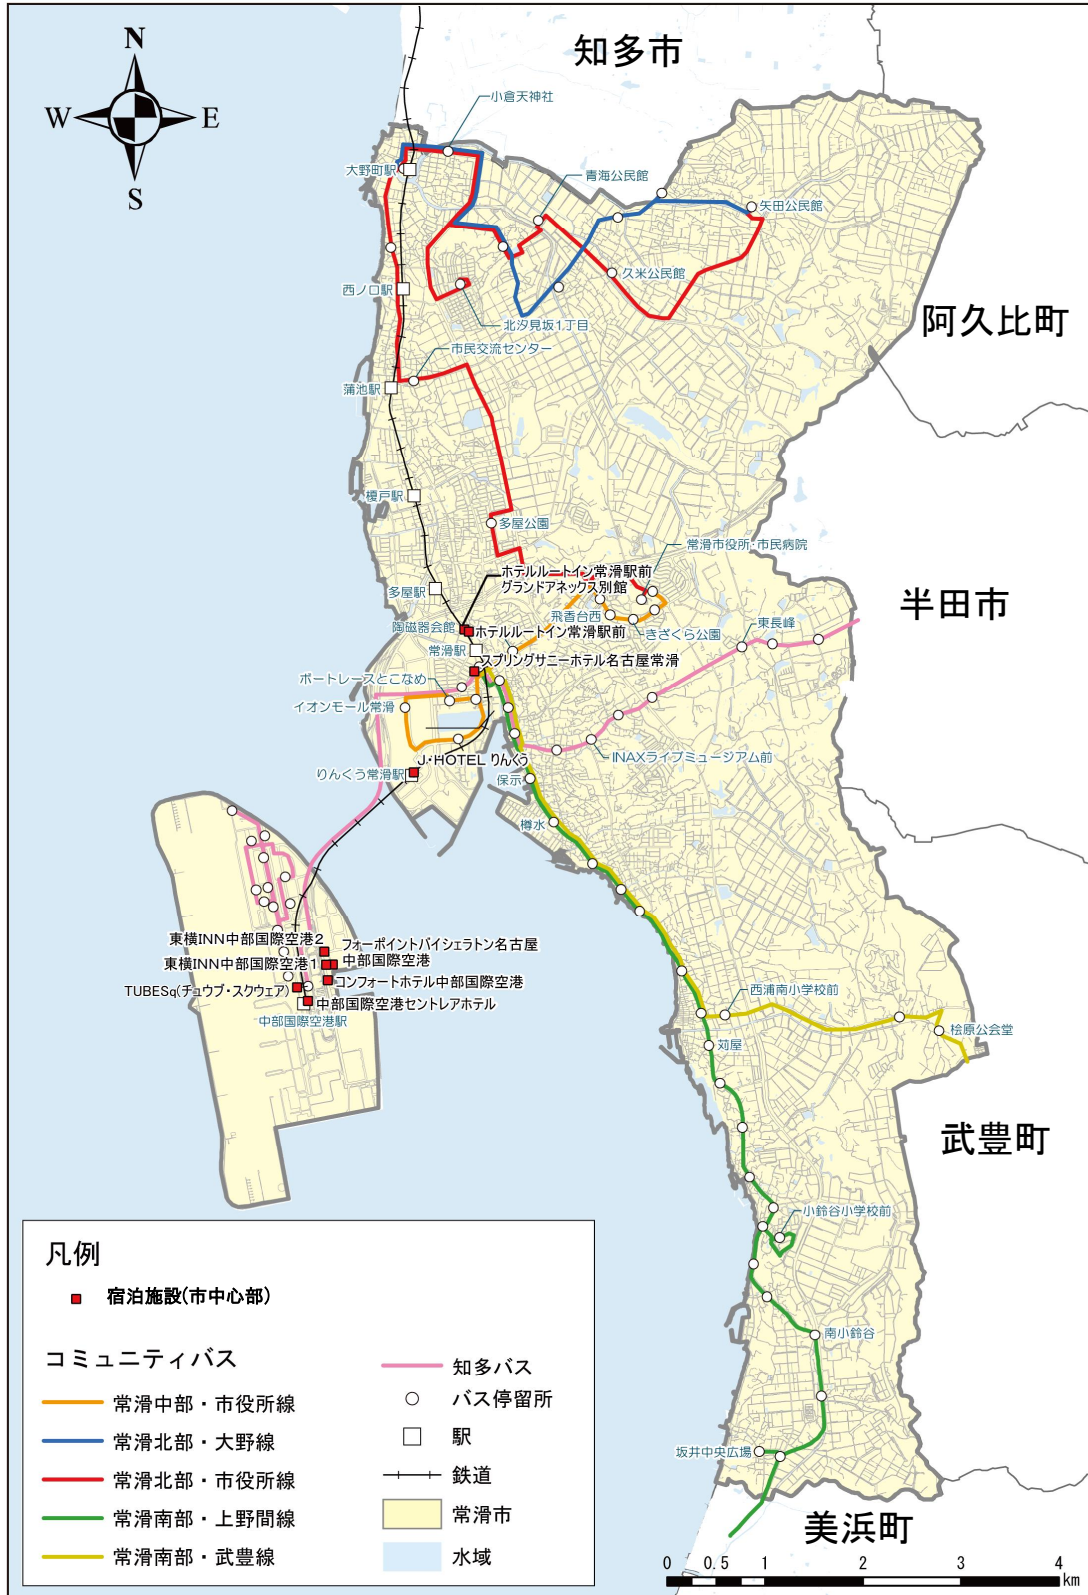 知多市
N
W
E
S
小倉天神社
大野町駅
青海公民館
矢田公民館
久米公民館
西ノ口駅
北汐見坂1丁目
阿久比町
市民交流センター
蒲池駅
榎戸駅
多屋公園
常滑市役所・市民病院
ホテルルートイン常滑駅前
グランドアネックス別館
多屋駅
飛香台西
半田市
陶磁器会館
ホテルルートイン常滑駅前
きざくら公園
東長峰
常滑駅
スプリングサニーホテル名古屋常滑
ボートレースとこなめ
イオンモール常滑
INAXライブミュージアム前
J・HOTEL りんくう
りんくう常滑駅
保示
樽水
東横INN中部国際空港2
フォーポイントバイシェラトン名古屋
中部国際空港
東横INN中部国際空港1
コンフォートホテル中部国際空港
TUBESq(チュウブ・スクウェア)
中部国際空港セントレアホテル
中部国際空港駅
西浦南小学校前
桧原公会堂
苅屋
武豊町
小鈴谷小学校前
南小鈴谷
坂井中央広場
美浜町
凡例
宿泊施設(市中心部)
コミュニティバス
常滑中部・市役所線
常滑北部・大野線
常滑北部・市役所線
常滑南部・上野間線
常滑南部・武豊線
知多バス
バス停留所
駅
鉄道
常滑市
水域
0 0.5 1 2 3 4
km